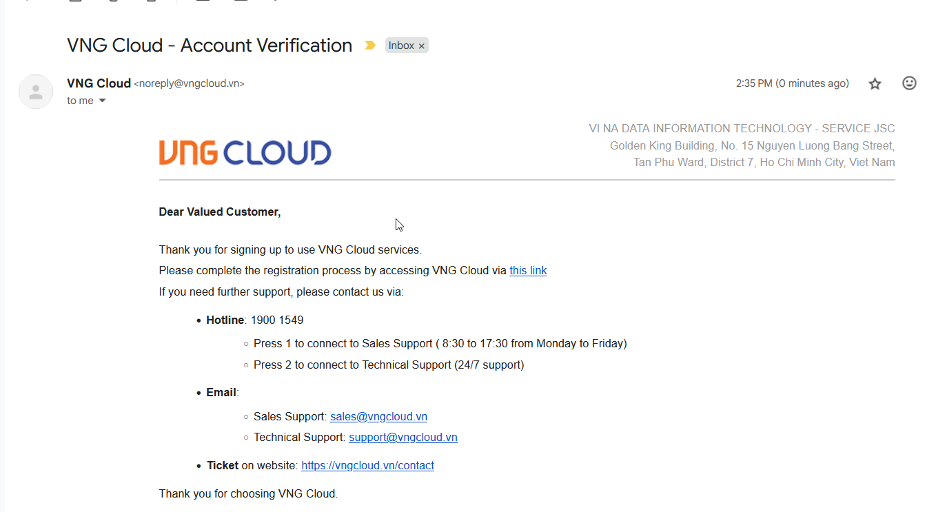 VNG Cloud - Account Verification Inbox ×
VNG Cloud <noreply@vngcloud.vn> 2:35 PM (0 minutes ago)
to me
VNG CLOUD
VI NA DATA INFORMATION TECHNOLOGY - SERVICE JSC
Golden King Building, No. 15 Nguyen Luong Bang Street,
Tan Phu Ward, District 7, Ho Chi Minh City, Viet Nam
Dear Valued Customer,
Thank you for signing up to use VNG Cloud services.
Please complete the registration process by accessing VNG Cloud via this link
If you need further support, please contact us via:
• Hotline: 1900 1549
○ Press 1 to connect to Sales Support ( 8:30 to 17:30 from Monday to Friday)
○ Press 2 to connect to Technical Support (24/7 support)
• Email:
○ Sales Support: sales@vngcloud.vn
○ Technical Support: support@vngcloud.vn
• Ticket on website: https://vngcloud.vn/contact
Thank you for choosing VNG Cloud.